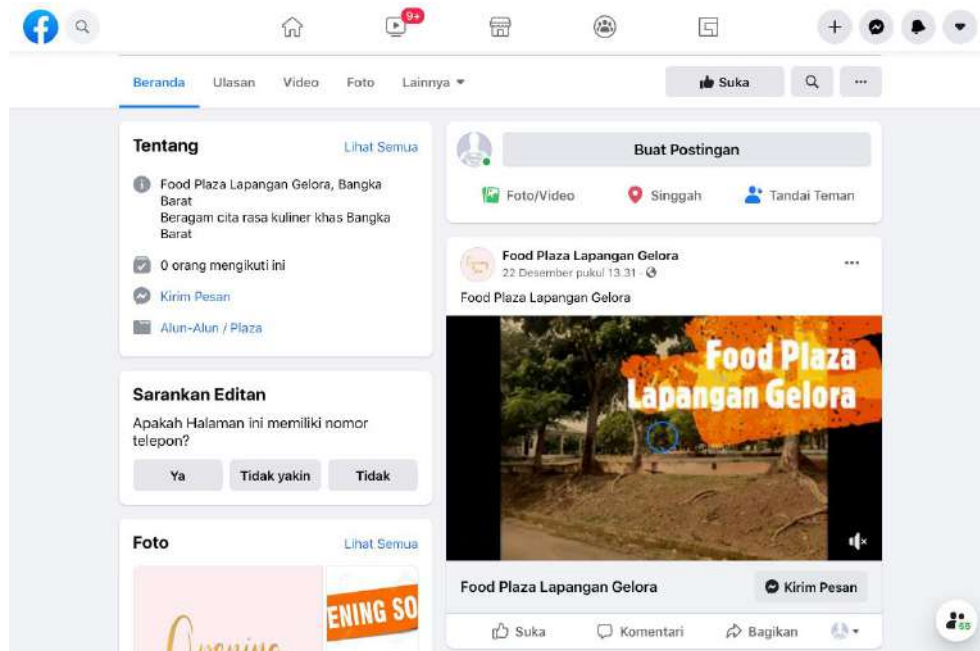 9+
Beranda
Ulasan
Video
Foto
Lainnya
Suka
Tentang
Lihat Semua
Food Plaza Lapangan Gelora, Bangka
Barat
Beragam cita rasa kuliner khas Bangka
Barat
0 orang mengikuti ini
Kirim Pesan
Alun-Alun / Plaza
Sarankan Editan
Apakah Halaman ini memiliki nomor
telepon?
Ya
Tidak yakin
Tidak
Foto
Lihat Semua
Opening
ENING SO
Buat Postingan
Foto/Video
Singgah
Tandai Teman
Food Plaza Lapangan Gelora
22 Desember pukul 13.31
Food Plaza Lapangan Gelora
Food Plaza
Lapangan Gelora
Food Plaza Lapangan Gelora
Kirim Pesan
Suka
Komentari
Bagikan